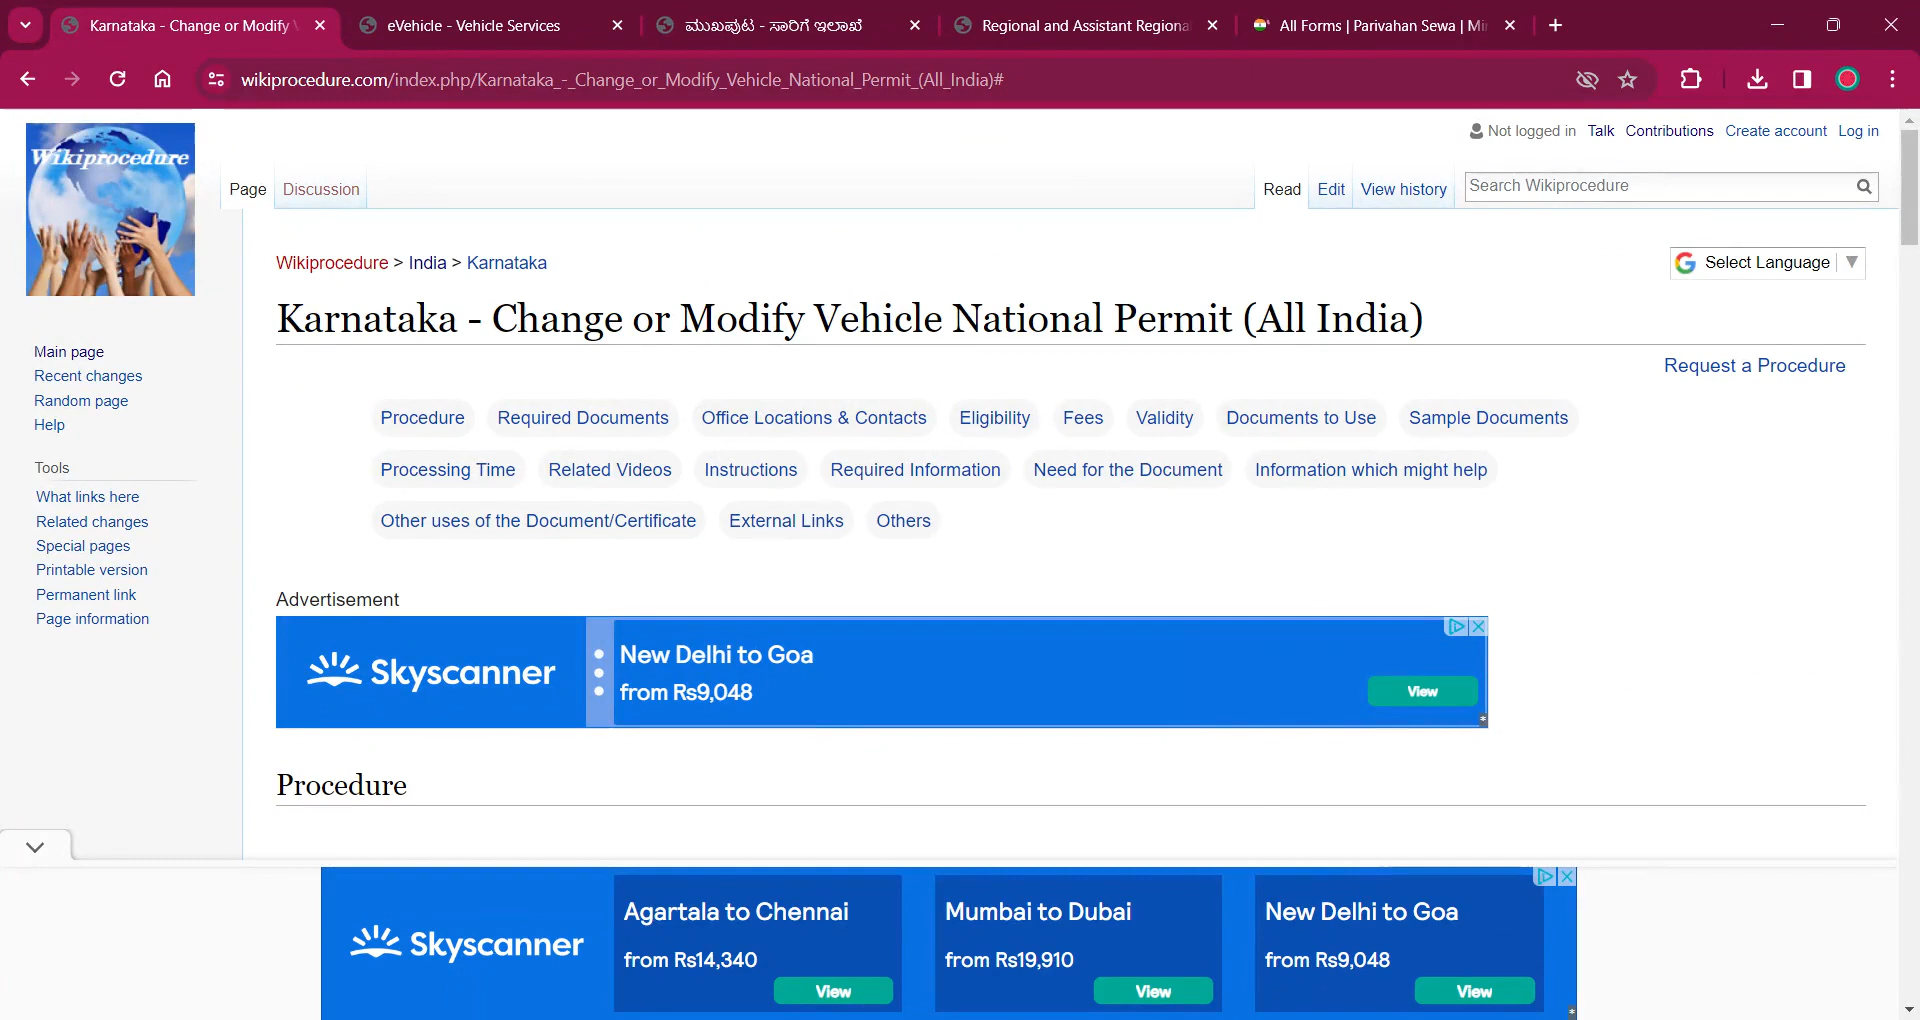 Karnataka - Change or Modify V
eVehicle - Vehicle Services
ಮುಖಪುಟ - ಸಾರಿಗೆ ಇಲಾಖೆ
Regional and Assistant Regiona
All Forms | Parivahan Sewa | Mi
wikiprocedure.com/index.php/Karnataka_-_Change_or_Modify_Vehicle_National_Permit_(All_India)#
Not logged in Talk Contributions Create account Log in
Wikiprocedure
Page Discussion Read Edit View history Search Wikiprocedure
Wikiprocedure > India > Karnataka
Select Language
Karnataka - Change or Modify Vehicle National Permit (All India)
Request a Procedure
Main page
Recent changes
Random page
Help
Tools
What links here
Related changes
Special pages
Printable version
Permanent link
Page information
Procedure Required Documents Office Locations & Contacts Eligibility Fees Validity Documents to Use Sample Documents
Processing Time Related Videos Instructions Required Information Need for the Document Information which might help
Other uses of the Document/Certificate External Links Others
Advertisement
Skyscanner
New Delhi to Goa
from Rs9,048
View
Procedure
Skyscanner
Agartala to Chennai
from Rs14,340
View
Mumbai to Dubai
from Rs19,910
View
New Delhi to Goa
from Rs9,048
View